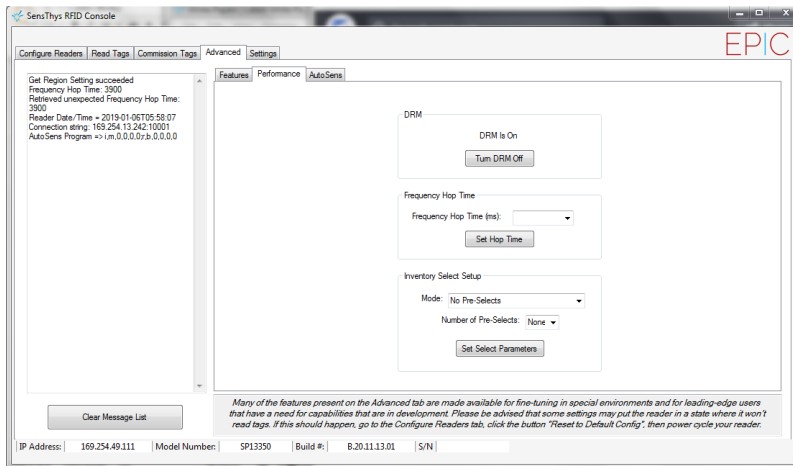 SensThys RFID Console
EPIC
Configure Readers Read Tags Commission Tags Advanced Settings
Get Region Setting succeeded
Frequency Hop Time: 3900
Retrieved unexpected Frequency Hop Time:
3900
Reader Date/Time = 2019-01-06T05:58:07
Connection string: 169.254.13.242:10001
AutoSens Program => i,m,0,0,0,0;r,b,0,0,0,0
Features Performance AutoSens
DRM
DRM Is On
Turn DRM Off
Frequency Hop Time
Frequency Hop Time (ms):
Set Hop Time
Inventory Select Setup
Mode: No Pre-Selects
Number of Pre-Selects: None
Set Select Parameters
Clear Message List
Many of the features present on the Advanced tab are made available for fine-tuning in special environments and for leading-edge users
that have a need for capabilities that are in development. Please be advised that some settings may put the reader in a state where it won't
read tags. If this should happen, go to the Configure Readers tab, click the button "Reset to Default Config", then power cycle your reader.
IP Address: 169.254.49.111 Model Number: SP13350 Build #: B.20.11.13.01 S/N